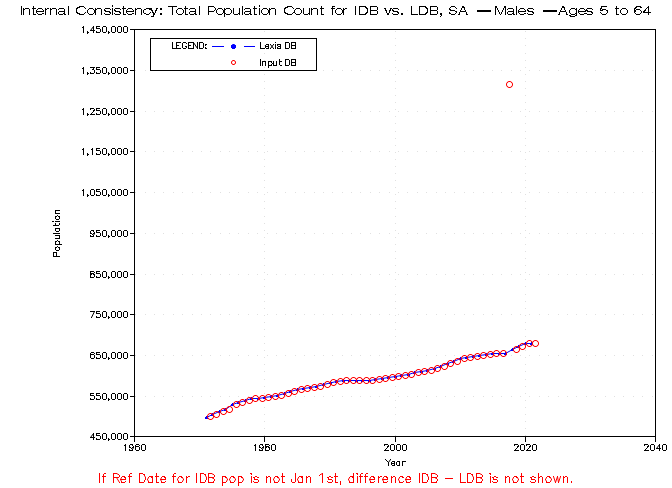 Internal Consistency: Total Population Count for IDB vs. LDB, SA — Males — Ages 5 to 64
1,450,000
LEGEND: Lexis DB
Input DB
1,350,000
1,250,000
1,150,000
1,050,000
950,000
850,000
750,000
650,000
550,000
450,000
Population
1960 1980 2000 2020 2040
Year
If Ref Date for IDB pop is not Jan 1st, difference IDB – LDB is not shown.